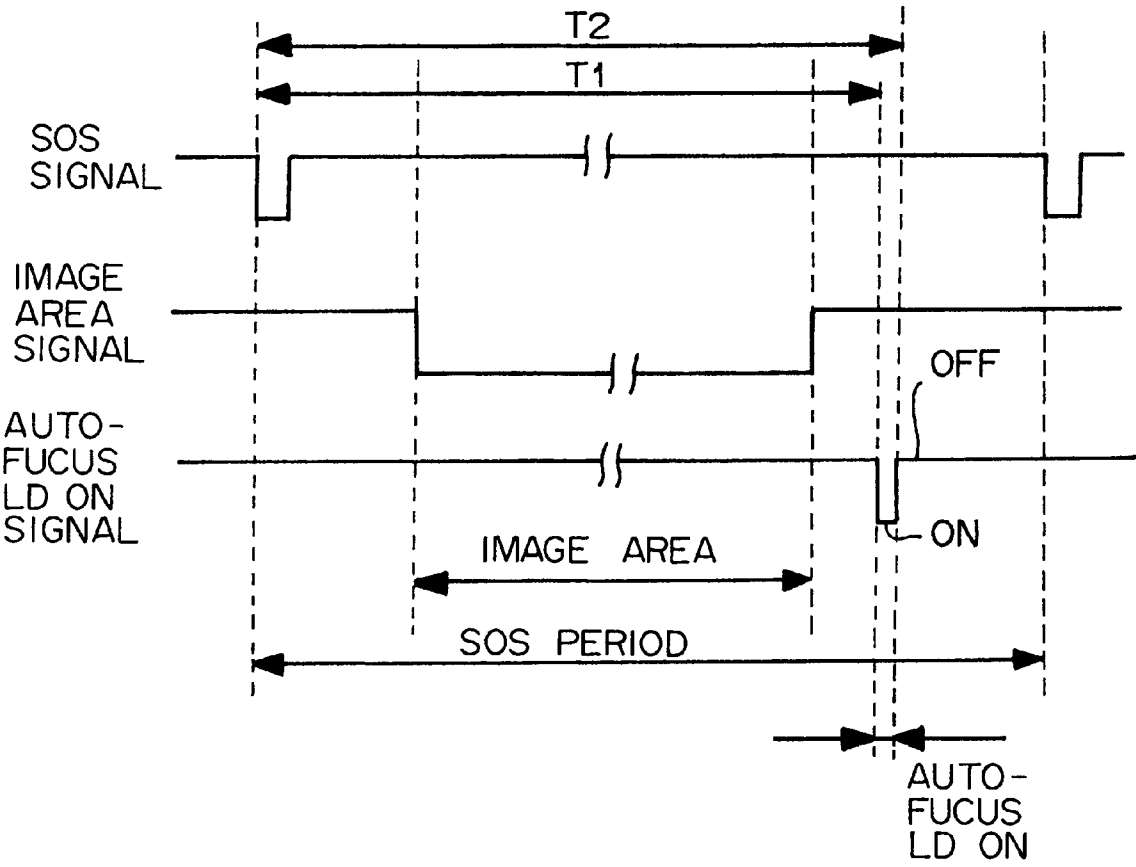 T2
T1
SOS
SIGNAL
IMAGE
AREA
SIGNAL
OFF
AUTO-
FUCUS
LD ON
SIGNAL
ON
IMAGE AREA
SOS PERIOD
AUTO-
FUCUS
LD ON